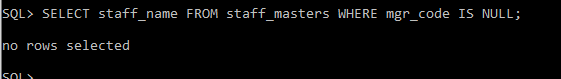 SQL> SELECT staff_name FROM staff_masters WHERE mgr_code IS NULL;
no rows selected
SQL>